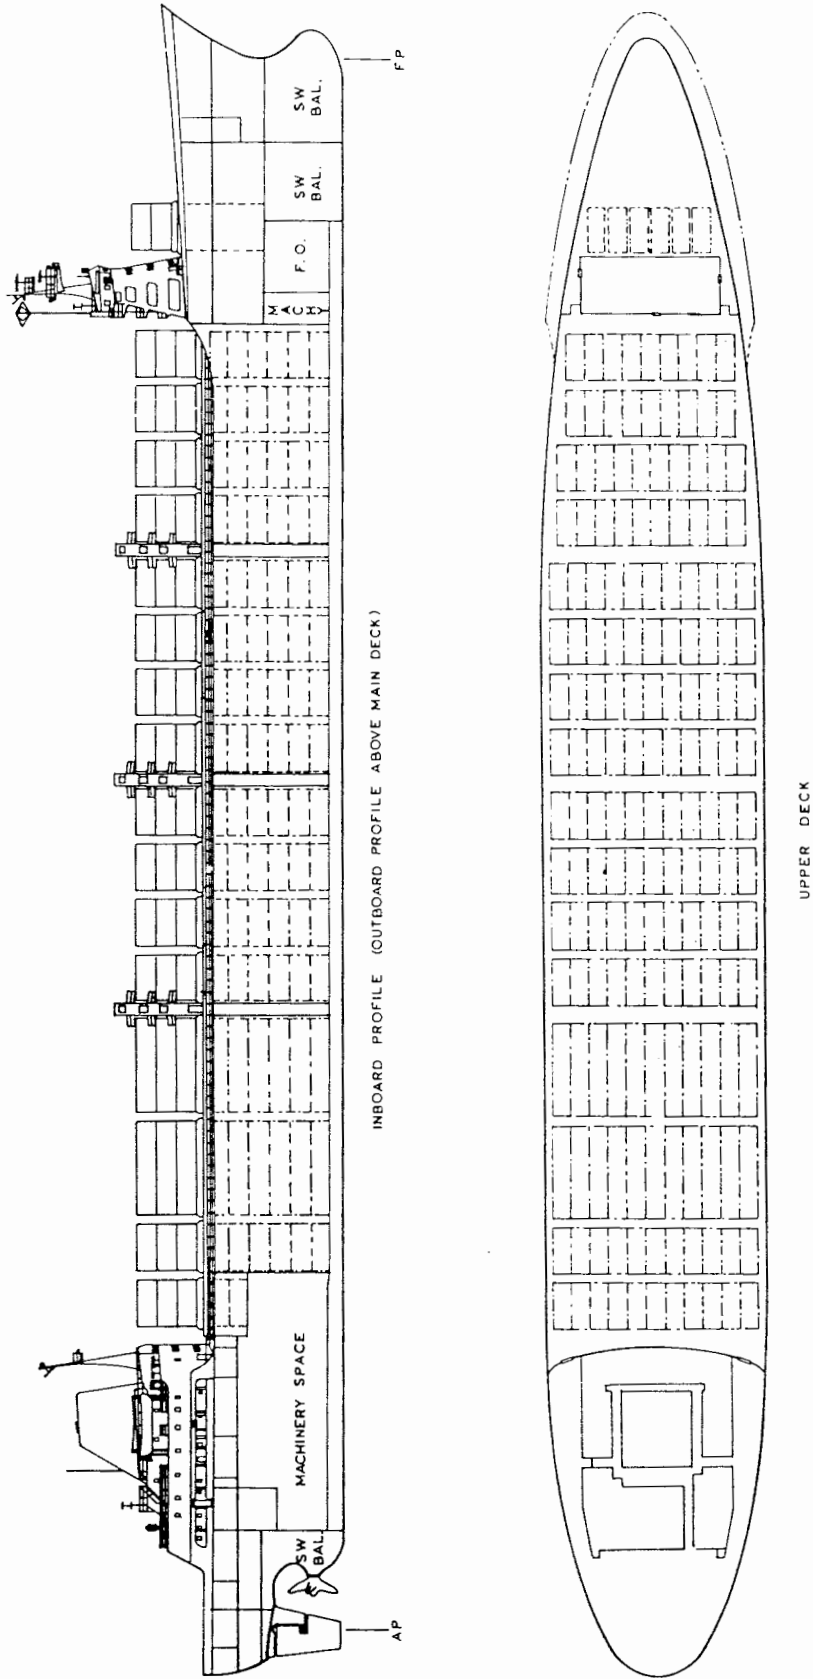 SW
BAL.
MACHINERY SPACE
MACHY
F. O.
SW
BAL.
SW
BAL.
AP
FP
INBOARD PROFILE (OUTBOARD PROFILE ABOVE MAIN DECK)
UPPER DECK